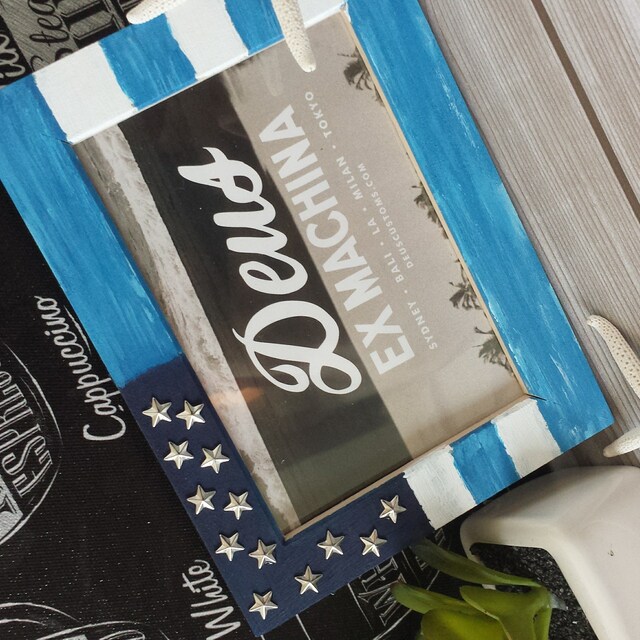 Deus
EX MACHINA
SYDNEY • BALI • LA • MILAN • TOKYO
DEUSCUSTOMS.COM
Cappuccino
White